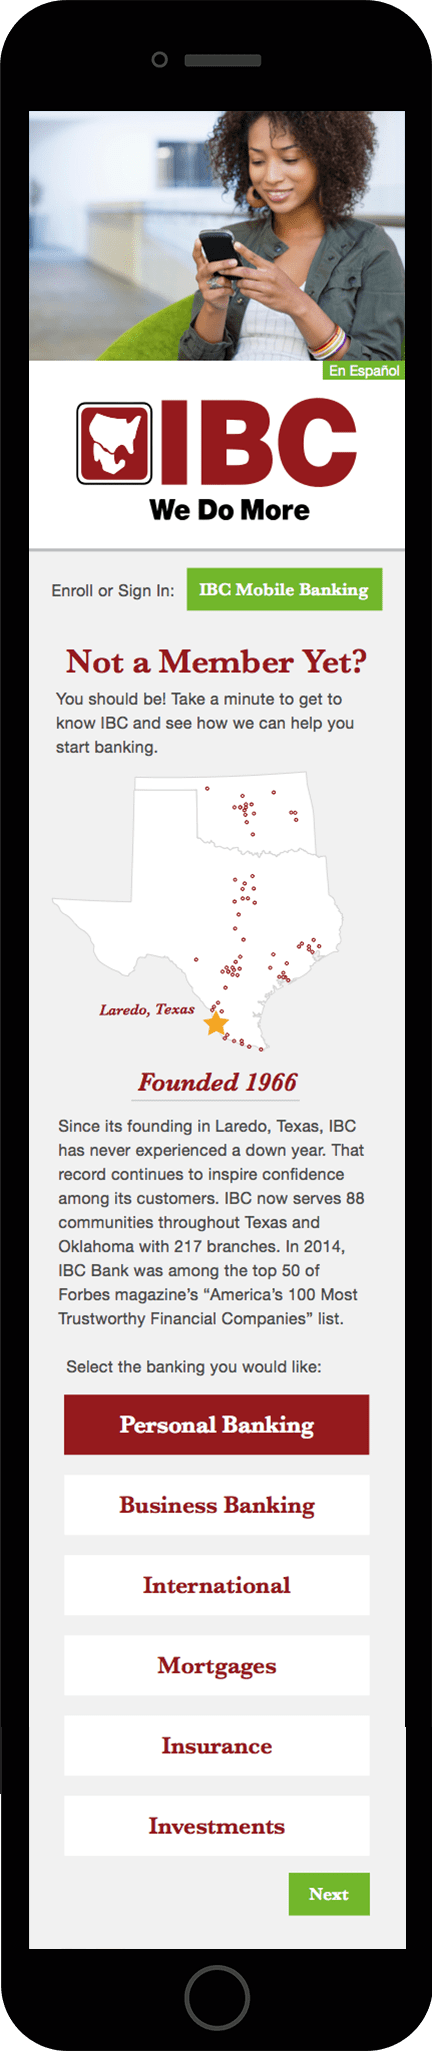 En Español
IBC
We Do More
Enroll or Sign In: IBC Mobile Banking
Not a Member Yet?
You should be! Take a minute to get to
know IBC and see how we can help you
start banking.
Laredo, Texas
Founded 1966
Since its founding in Laredo, Texas, IBC
has never experienced a down year. That
record continues to inspire confidence
among its customers. IBC now serves 88
communities throughout Texas and
Oklahoma with 217 branches. In 2014,
IBC Bank was among the top 50 of
Forbes magazine’s “America’s 100 Most
Trustworthy Financial Companies” list.
Select the banking you would like:
Personal Banking
Business Banking
International
Mortgages
Insurance
Investments
Next